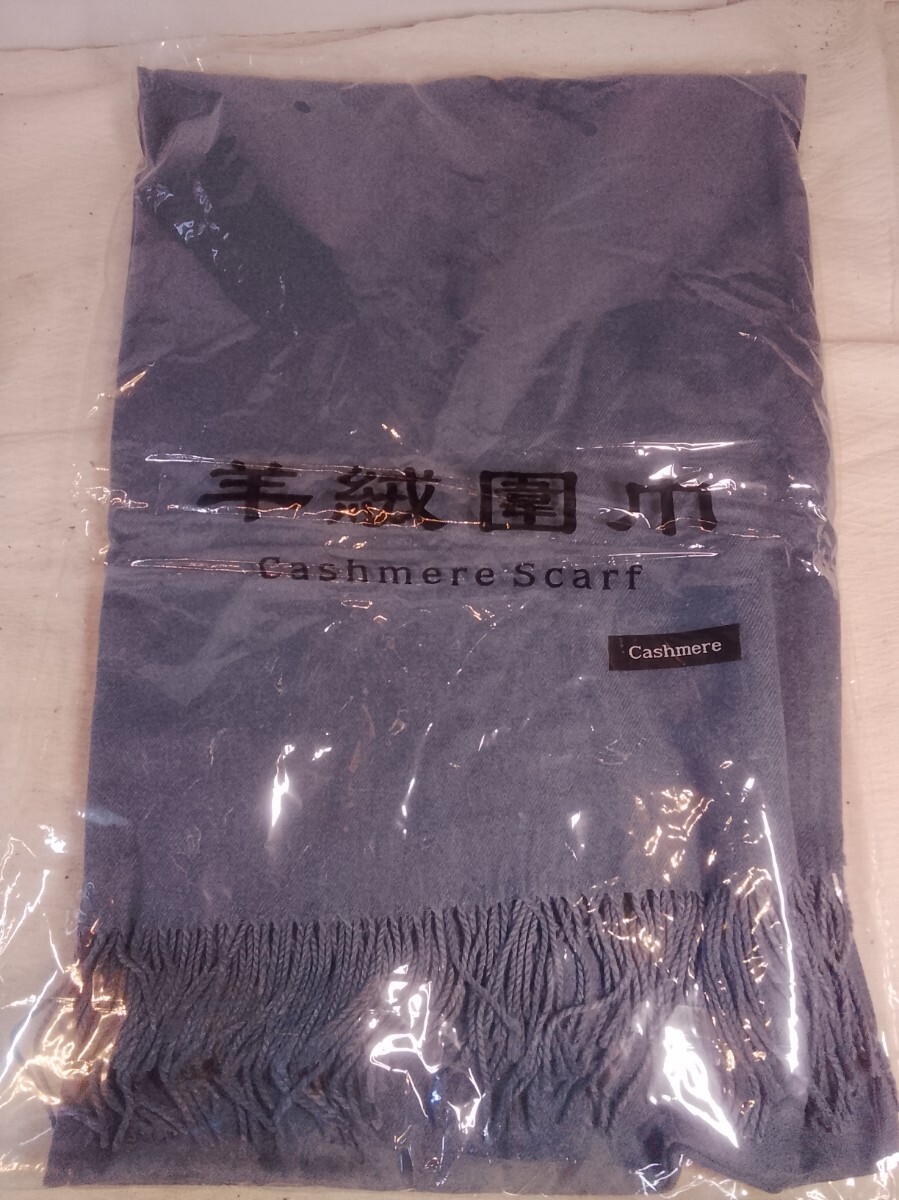 羊絨圍巾
Cashmere Scarf
Cashmere